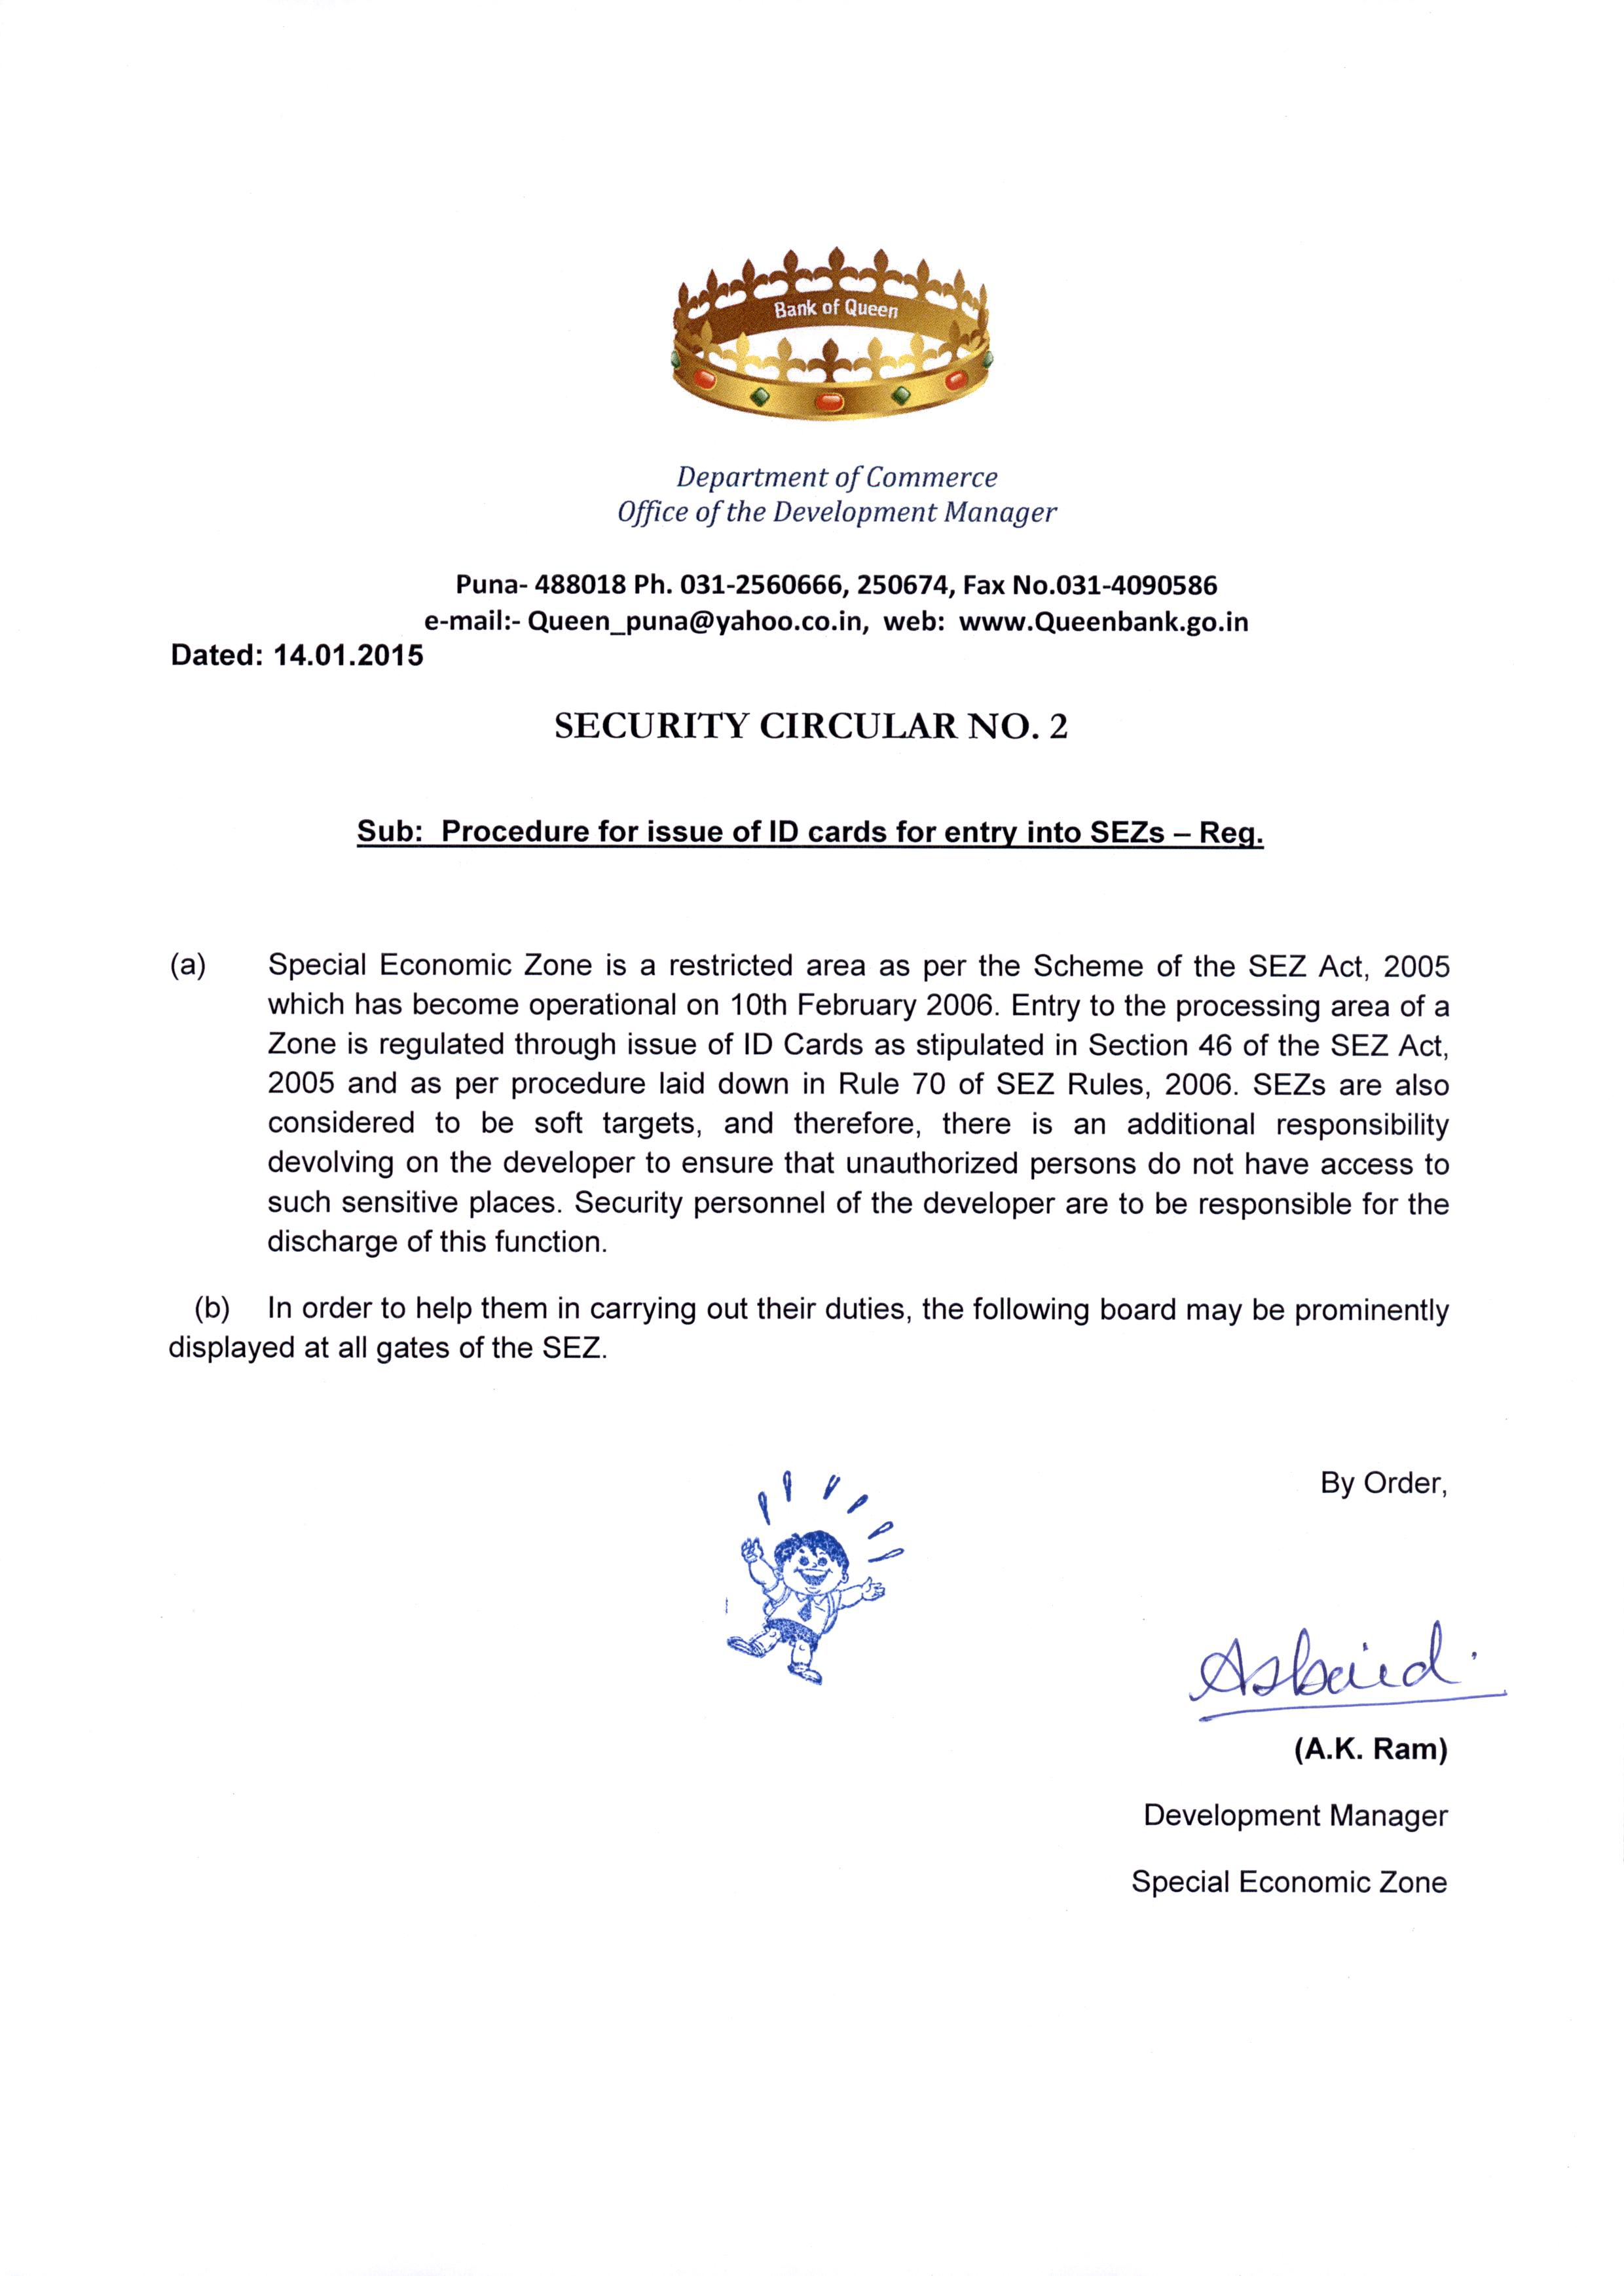 Bank of Queen
Department of Commerce
Office of the Development Manager
Puna- 488018 Ph. 031-2560666, 250674, Fax No.031-4090586
e-mail:- Queen_puna@yahoo.co.in, web: www.Queenbank.go.in
Dated: 14.01.2015
SECURITY CIRCULAR NO. 2
Sub: Procedure for issue of ID cards for entry into SEZs – Reg.
(a) Special Economic Zone is a restricted area as per the Scheme of the SEZ Act, 2005
which has become operational on 10th February 2006. Entry to the processing area of a
Zone is regulated through issue of ID Cards as stipulated in Section 46 of the SEZ Act,
2005 and as per procedure laid down in Rule 70 of SEZ Rules, 2006. SEZs are also
considered to be soft targets, and therefore, there is an additional responsibility
devolving on the developer to ensure that unauthorized persons do not have access to
such sensitive places. Security personnel of the developer are to be responsible for the
discharge of this function.
(b) In order to help them in carrying out their duties, the following board may be prominently
displayed at all gates of the SEZ.
By Order,
(A.K. Ram)
Development Manager
Special Economic Zone